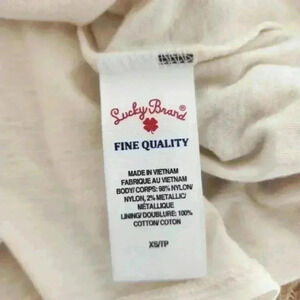 Lucky Brand
FINE QUALITY
MADE IN VIETNAM
FABRIQUE AU VIETNAM
BODY/CORPS: 98% NYLON/
NYLON, 2% METALLIC/
MÉTALLIQUE
LINING/DOUBLURE: 100%
COTTON/ COTON
XS/TP